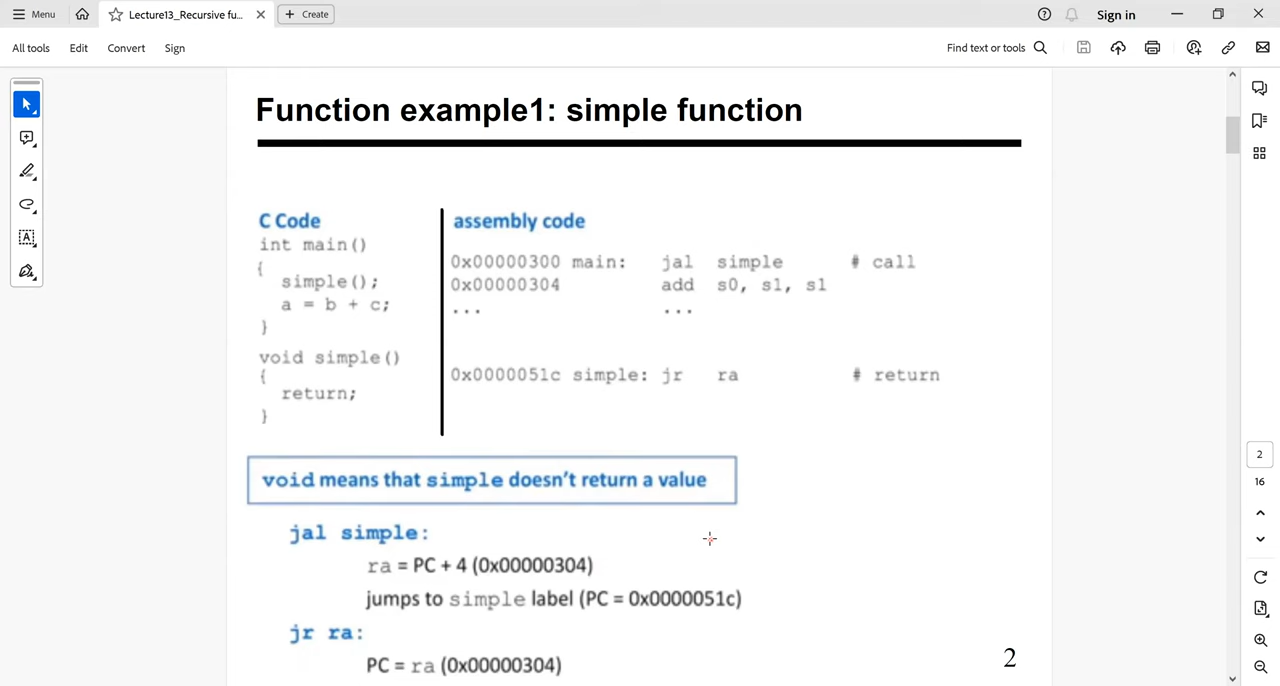 Menu
Lecture13_Recursive fu...
Create
Sign in
All tools Edit Convert Sign
Find text or tools
Function example1: simple function
C Code
int main()
{
simple();
a = b + c;
}
void simple()
{
return;
}
assembly code
0x00000300 main: jal simple # call
0x00000304 add s0, s1, s1
... ...
0x0000051c simple: jr ra # return
void means that simple doesn't return a value
jal simple:
ra = PC + 4 (0x00000304)
jumps to simple label (PC = 0x0000051c)
jr ra:
PC = ra (0x00000304)
2
2
16